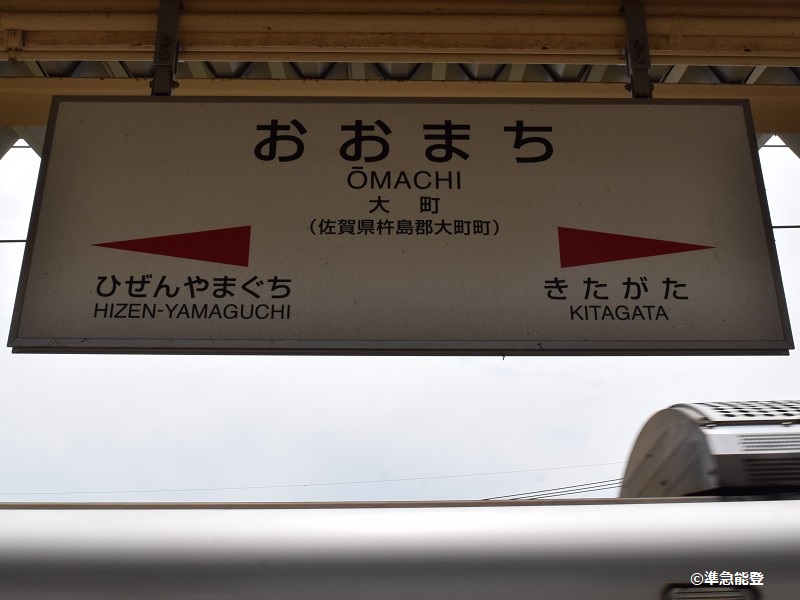 おおまち
ŌMACHI
大町
(佐賀県杵島郡大町町)
ひぜんやまぐち
HIZEN-YAMAGUCHI
きたがた
KITAGATA
©準急能登